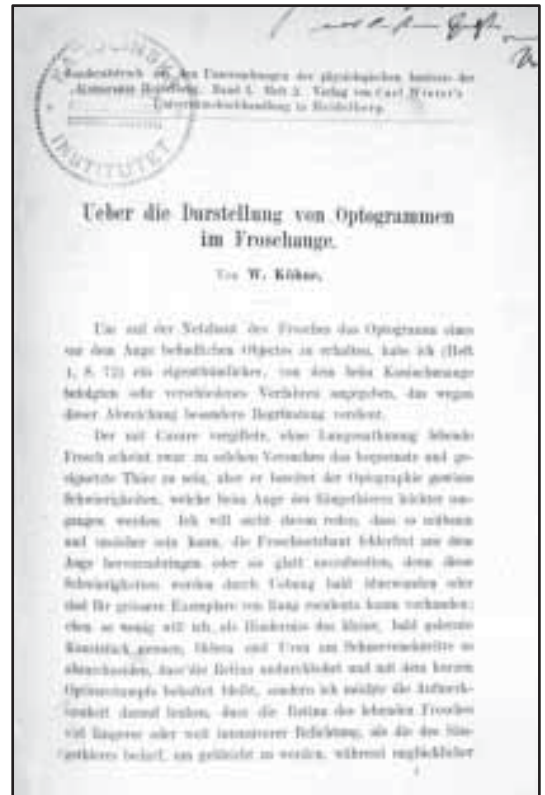 KAROLINSKA
INSTITUTET
Sonderabdruck aus den Untersuchungen des physiologischen Instituts der
Universität Heidelberg. Band I. Heft 3. Verlag von Carl Winter's
Universitätsbuchhandlung in Heidelberg.
Ueber die Darstellung von Optogrammen
im Froschauge.
Von W. Kühne.
Um auf der Netzhaut des Frosches das Optogramm eines
vor dem Auge befindlichen Objectes zu erhalten, habe ich (Heft
1, S. 72) ein eigenthümliches, von dem beim Kaninchenauge
befolgten sehr verschiedenes Verfahren angegeben, das wegen
dieser Abweichung besondere Begründung verdient.
Der mit Curare vergiftete, ohne Lungenathmung lebende
Frosch scheint zwar zu solchen Versuchen das bequemste und ge-
eignetste Thier zu sein, aber er bereitet der Optographie gewisse
Schwierigkeiten, welche beim Auge des Säugethieres leichter um-
gangen werden. Ich will nicht davon reden, dass es mühsam
und unsicher sein kann, die Froschnetzhaut fehlerfrei aus dem
Auge herauszubringen oder sie glatt auszubreiten, denn diese
Schwierigkeiten werden durch Uebung bald überwunden oder
sind für grössere Exemplare von Rana esculenta kaum vorhanden;
eben so wenig will ich, als Hinderniss das kleine, bald gelernte
Kunststück nennen, Sklera und Uvea am Sehnerveneintritte so
abzuschneiden, dass die Retina undurchbohrt und mit dem kurzen
Opticusstumpfe behaftet bleibt, sondern ich möchte die Aufmerk-
samkeit darauf lenken, dass die Retina des lebenden Frosches
viel längerer oder weit intensiverer Belichtung, als die des Säu-
gethieres bedarf, um gebleicht zu werden, während unglücklicher